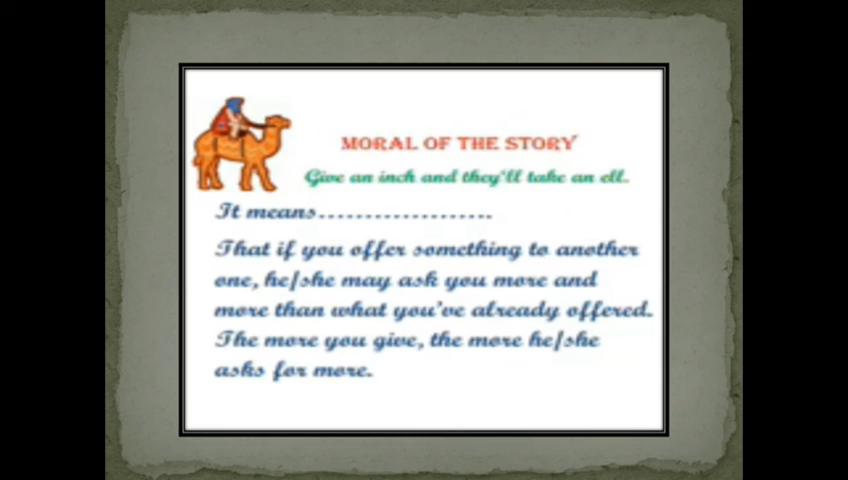 MORAL OF THE STORY
Give an inch and they'll take an ell.
It means...................
That if you offer something to another
one, he/she may ask you more and
more than what you've already offered.
The more you give, the more he/she
asks for more.